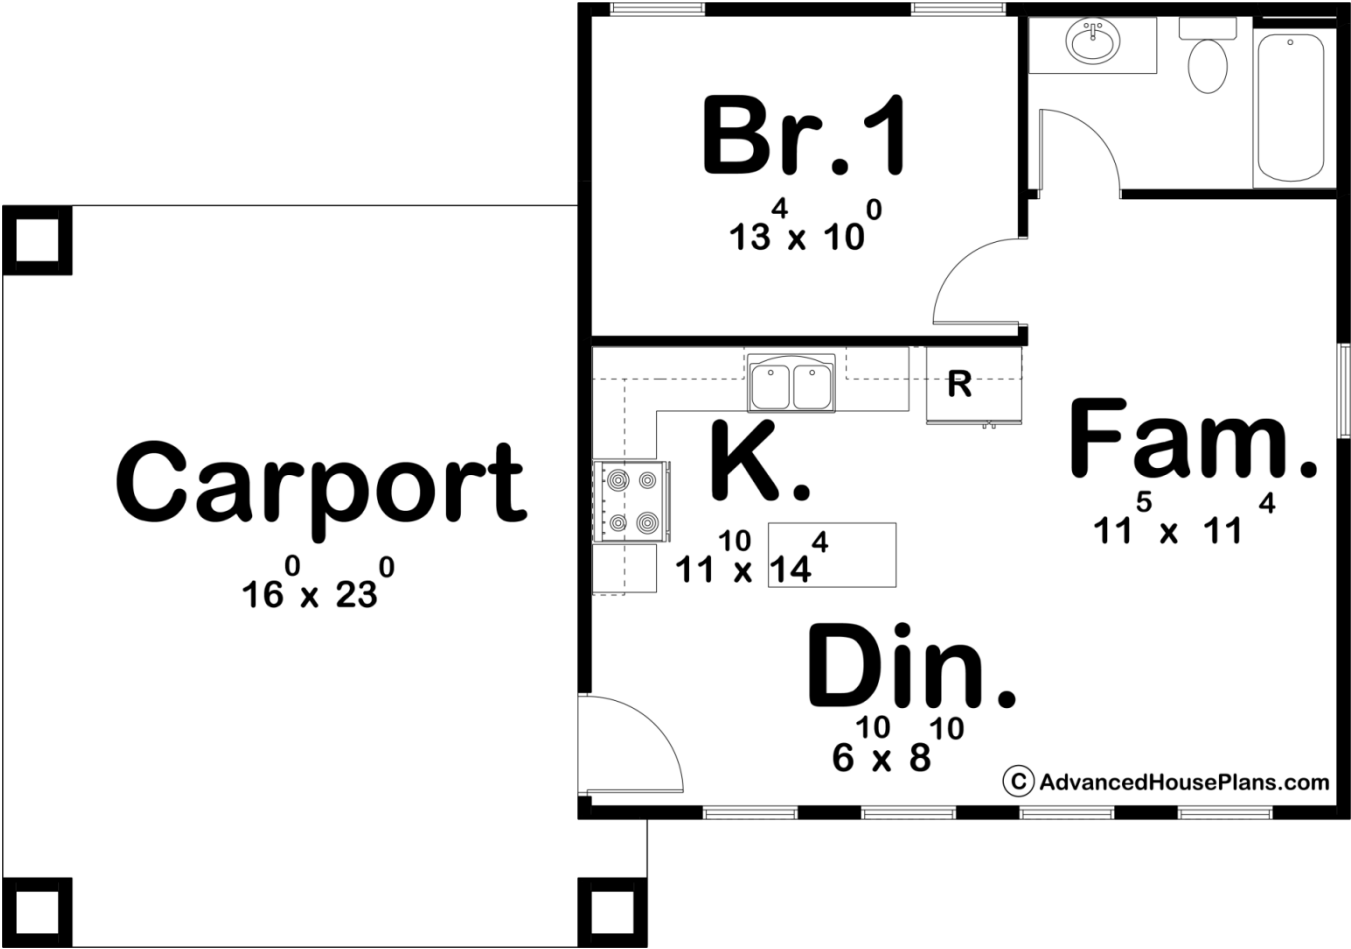 Br.1
13⁴ x 10⁰
R
K.
11¹⁰ x 14⁴
Fam.
11⁵ x 11⁴
Carport
16⁰ x 23⁰
Din.
6¹⁰ x 8¹⁰
© AdvancedHousePlans.com